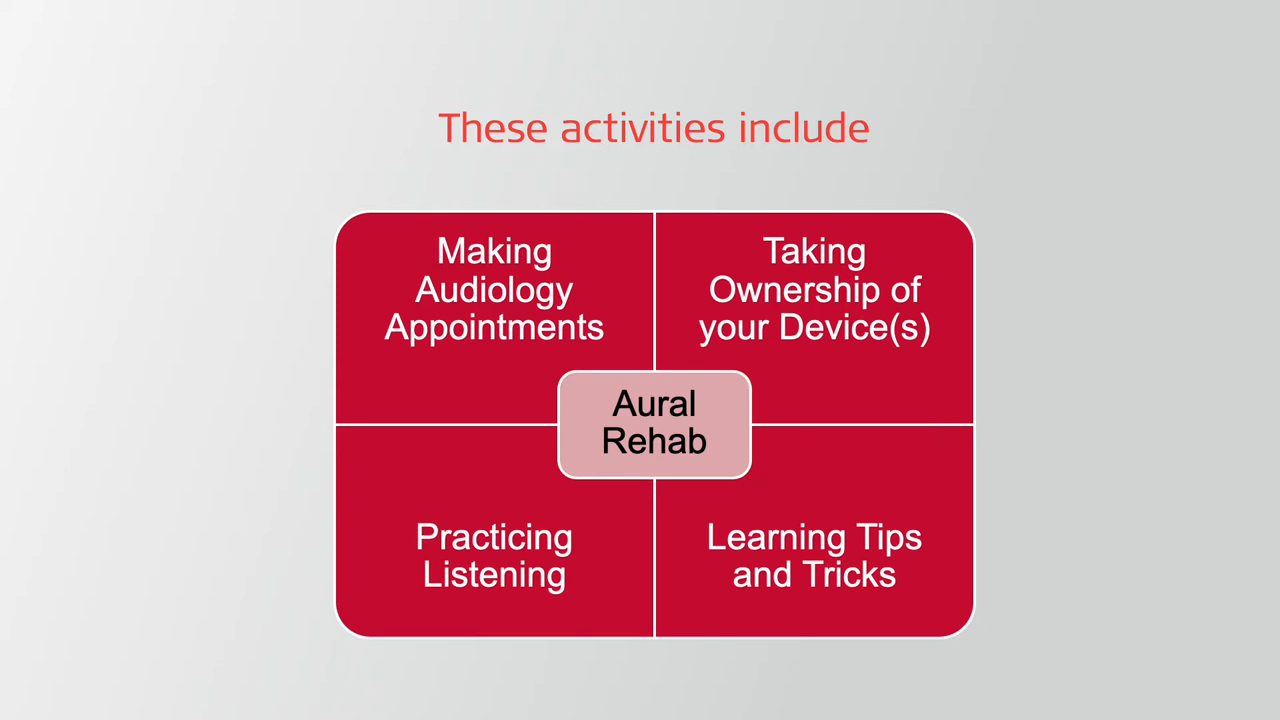 These activities include
Making
Audiology
Appointments
Taking
Ownership of
your Device(s)
Aural
Rehab
Practicing
Listening
Learning Tips
and Tricks